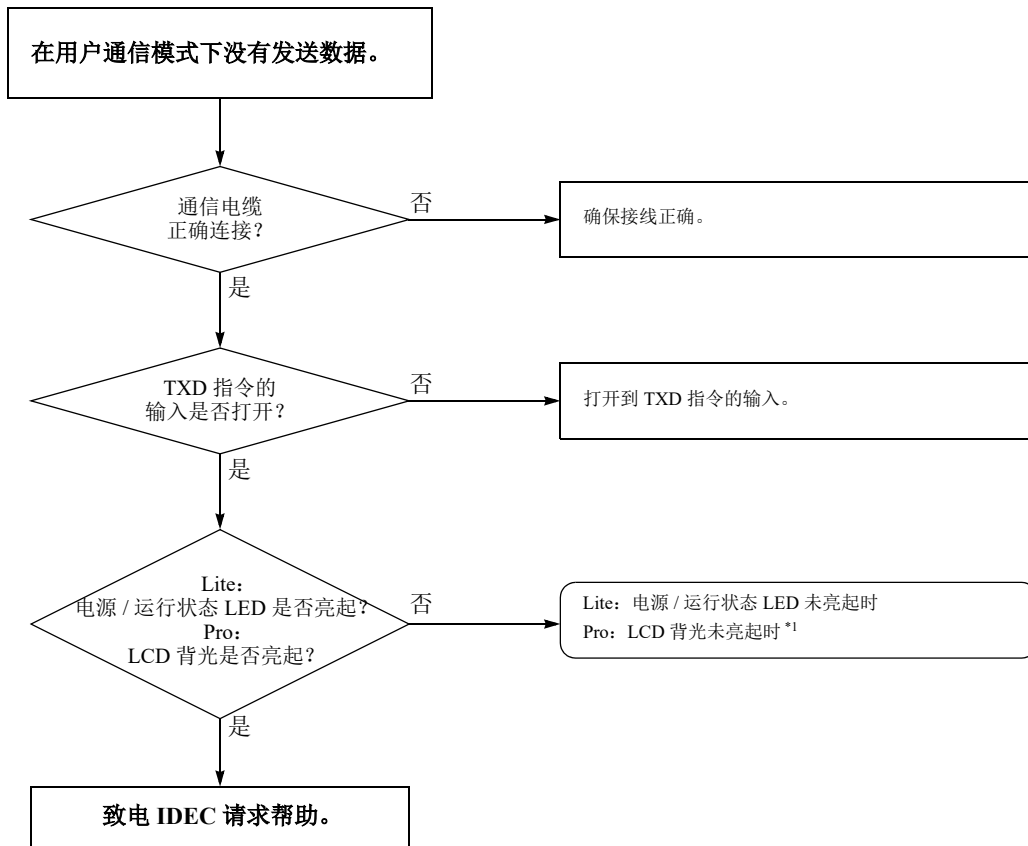 在用户通信模式下没有发送数据。
通信电缆
正确连接？
否
确保接线正确。
是
TXD 指令的
输入是否打开？
否
打开到 TXD 指令的输入。
是
Lite：
电源 / 运行状态 LED 是否亮起？
Pro：
LCD 背光是否亮起？
否
Lite：电源 / 运行状态 LED 未亮起时
Pro：LCD 背光未亮起时 *1
是
致电 IDEC 请求帮助。